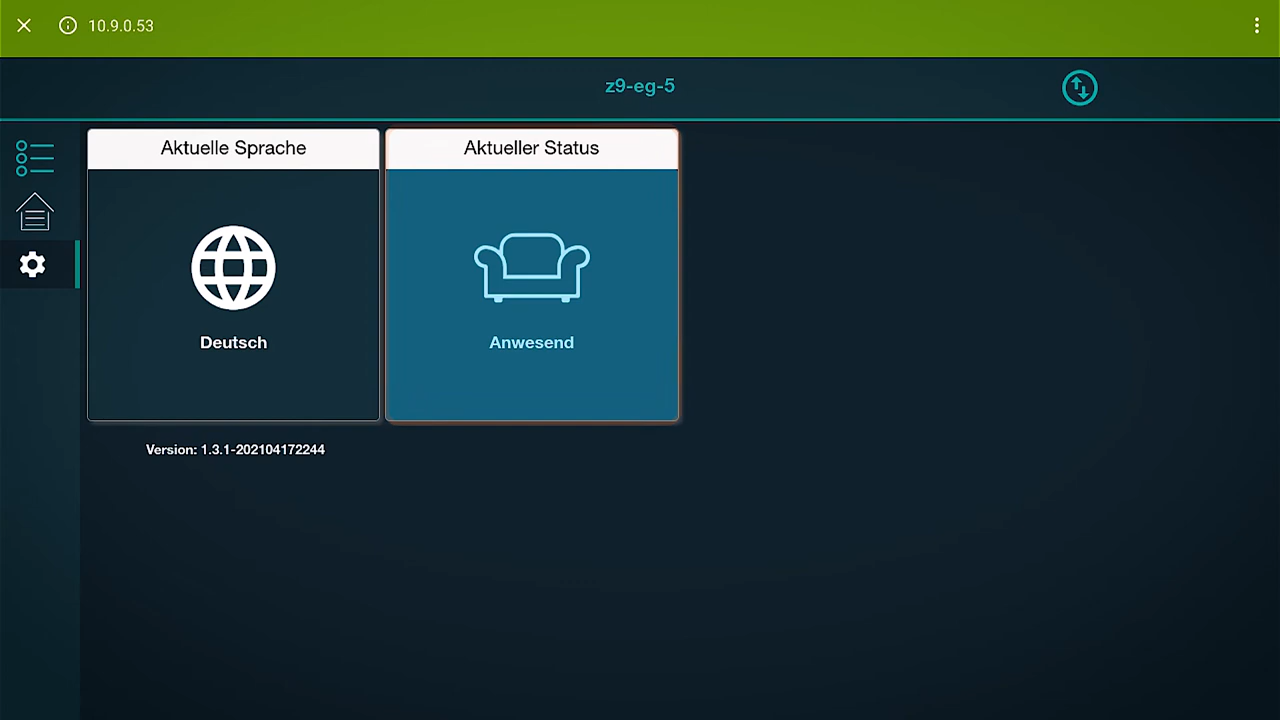 10.9.0.53
z9-eg-5
Aktuelle Sprache
Aktueller Status
Deutsch
Anwesend
Version: 1.3.1-202104172244